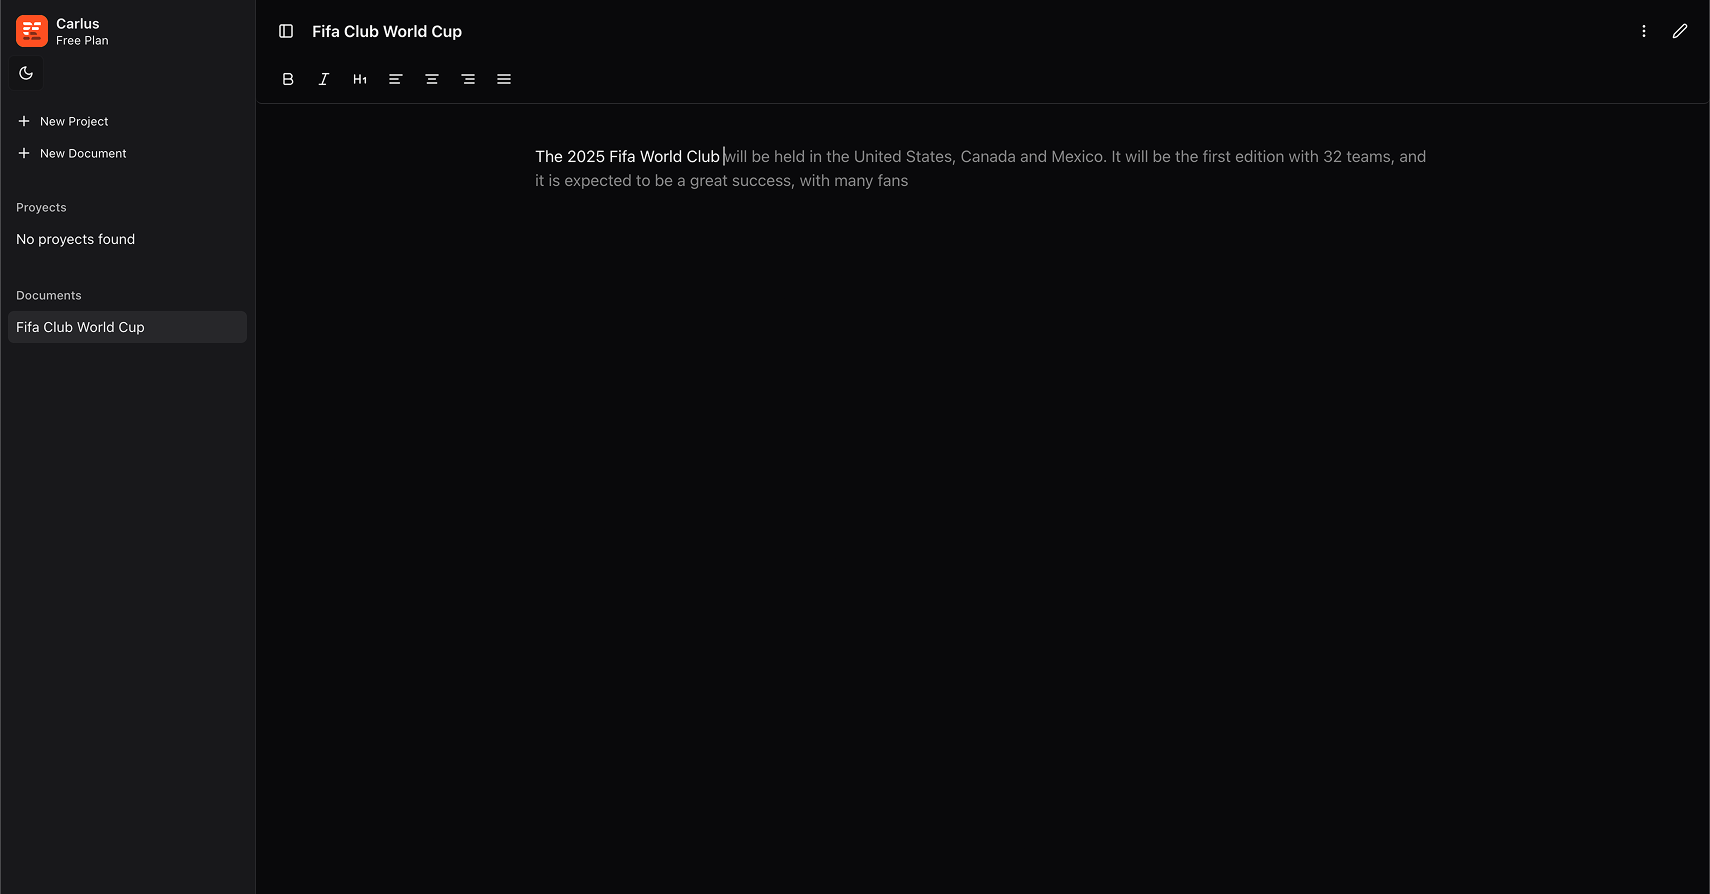 Carlus
Free Plan
New Project
New Document
Proyects
No proyects found
Documents
Fifa Club World Cup
Fifa Club World Cup
B I H1
The 2025 Fifa World Club will be held in the United States, Canada and Mexico. It will be the first edition with 32 teams, and
it is expected to be a great success, with many fans